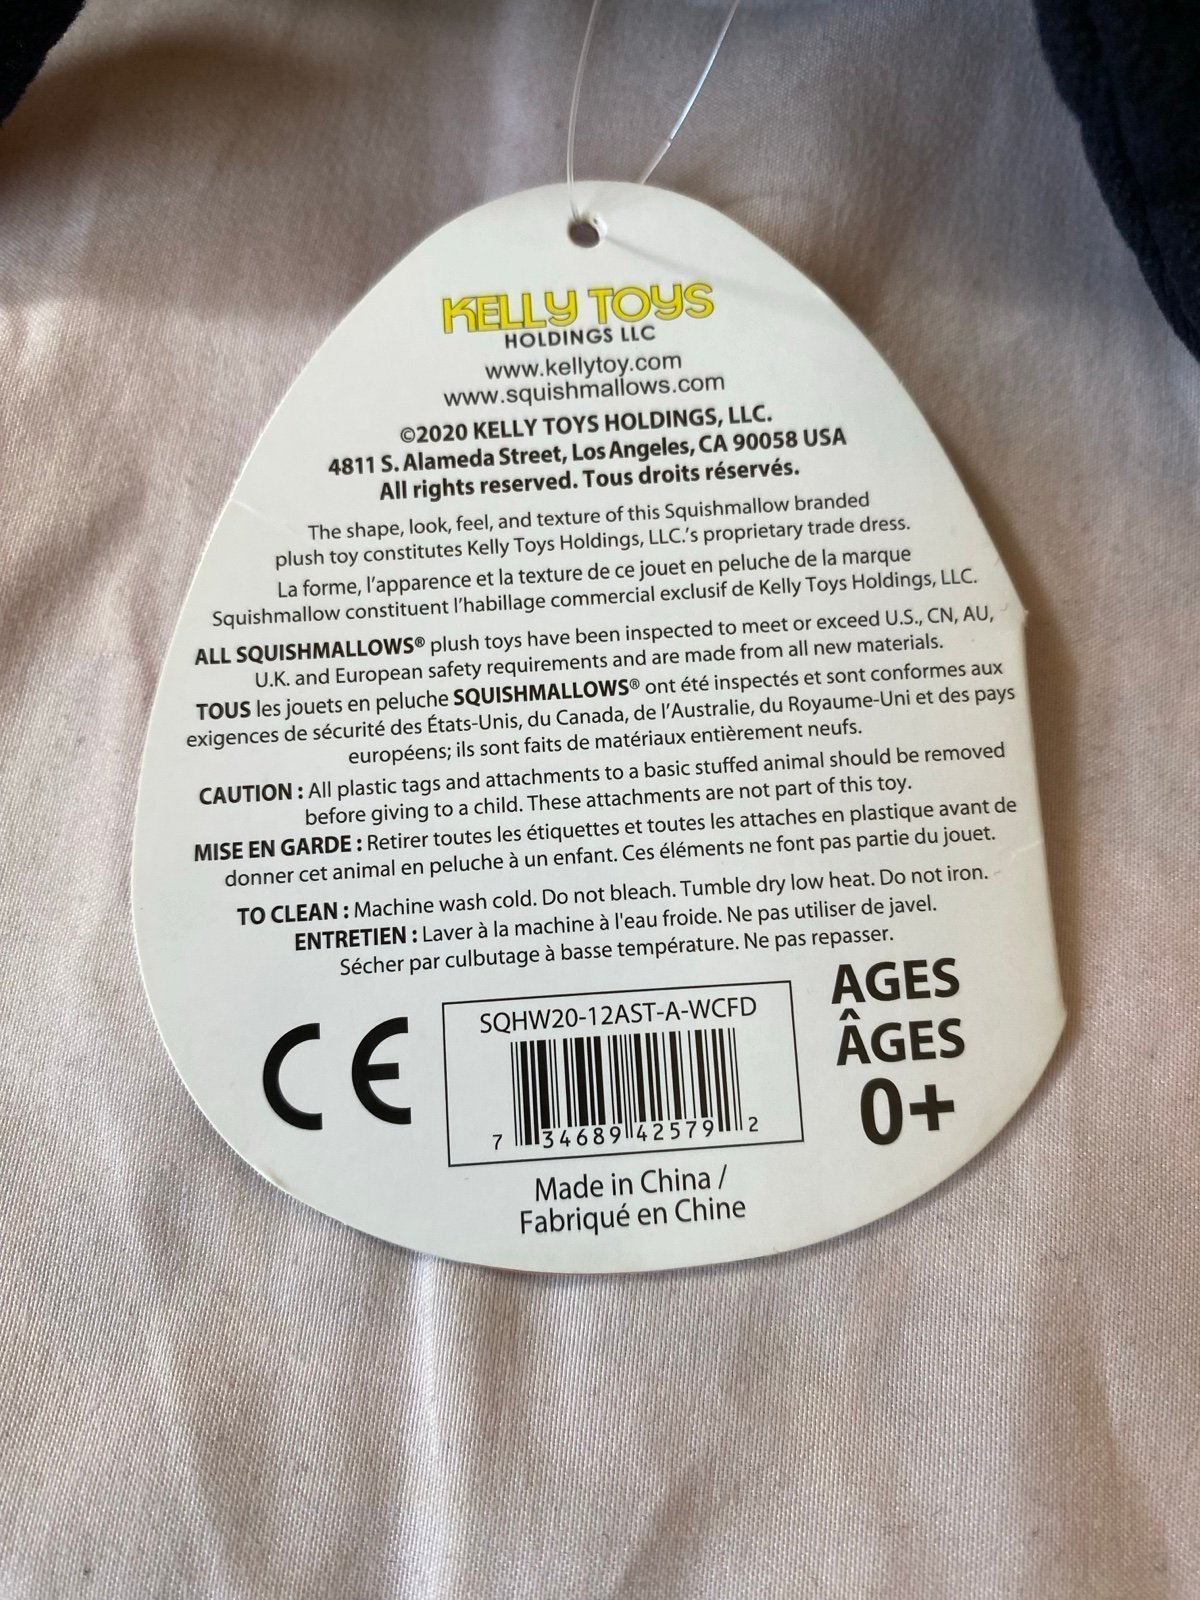 KELLY TOYS
HOLDINGS LLC
www.kellytoy.com
www.squishmallows.com
©2020 KELLY TOYS HOLDINGS, LLC.
4811 S. Alameda Street, Los Angeles, CA 90058 USA
All rights reserved. Tous droits réservés.
The shape, look, feel, and texture of this Squishmallow branded
plush toy constitutes Kelly Toys Holdings, LLC.'s proprietary trade dress.
La forme, l'apparence et la texture de ce jouet en peluche de la marque
Squishmallow constituent l'habillage commercial exclusif de Kelly Toys Holdings, LLC.
ALL SQUISHMALLOWS® plush toys have been inspected to meet or exceed U.S., CN, AU,
U.K. and European safety requirements and are made from all new materials.
TOUS les jouets en peluche SQUISHMALLOWS® ont été inspectés et sont conformes aux
exigences de sécurité des États-Unis, du Canada, de l'Australie, du Royaume-Uni et des pays
européens; ils sont faits de matériaux entièrement neufs.
CAUTION : All plastic tags and attachments to a basic stuffed animal should be removed
before giving to a child. These attachments are not part of this toy.
MISE EN GARDE : Retirer toutes les étiquettes et toutes les attaches en plastique avant de
donner cet animal en peluche à un enfant. Ces éléments ne font pas partie du jouet.
TO CLEAN : Machine wash cold. Do not bleach. Tumble dry low heat. Do not iron.
ENTRETIEN : Laver à la machine à l'eau froide. Ne pas utiliser de javel.
Sécher par culbutage à basse température. Ne pas repasser.
CE
SQHW20-12AST-A-WCFD
7 34689 42579 2
AGES
ÂGES
0+
Made in China /
Fabriqué en Chine